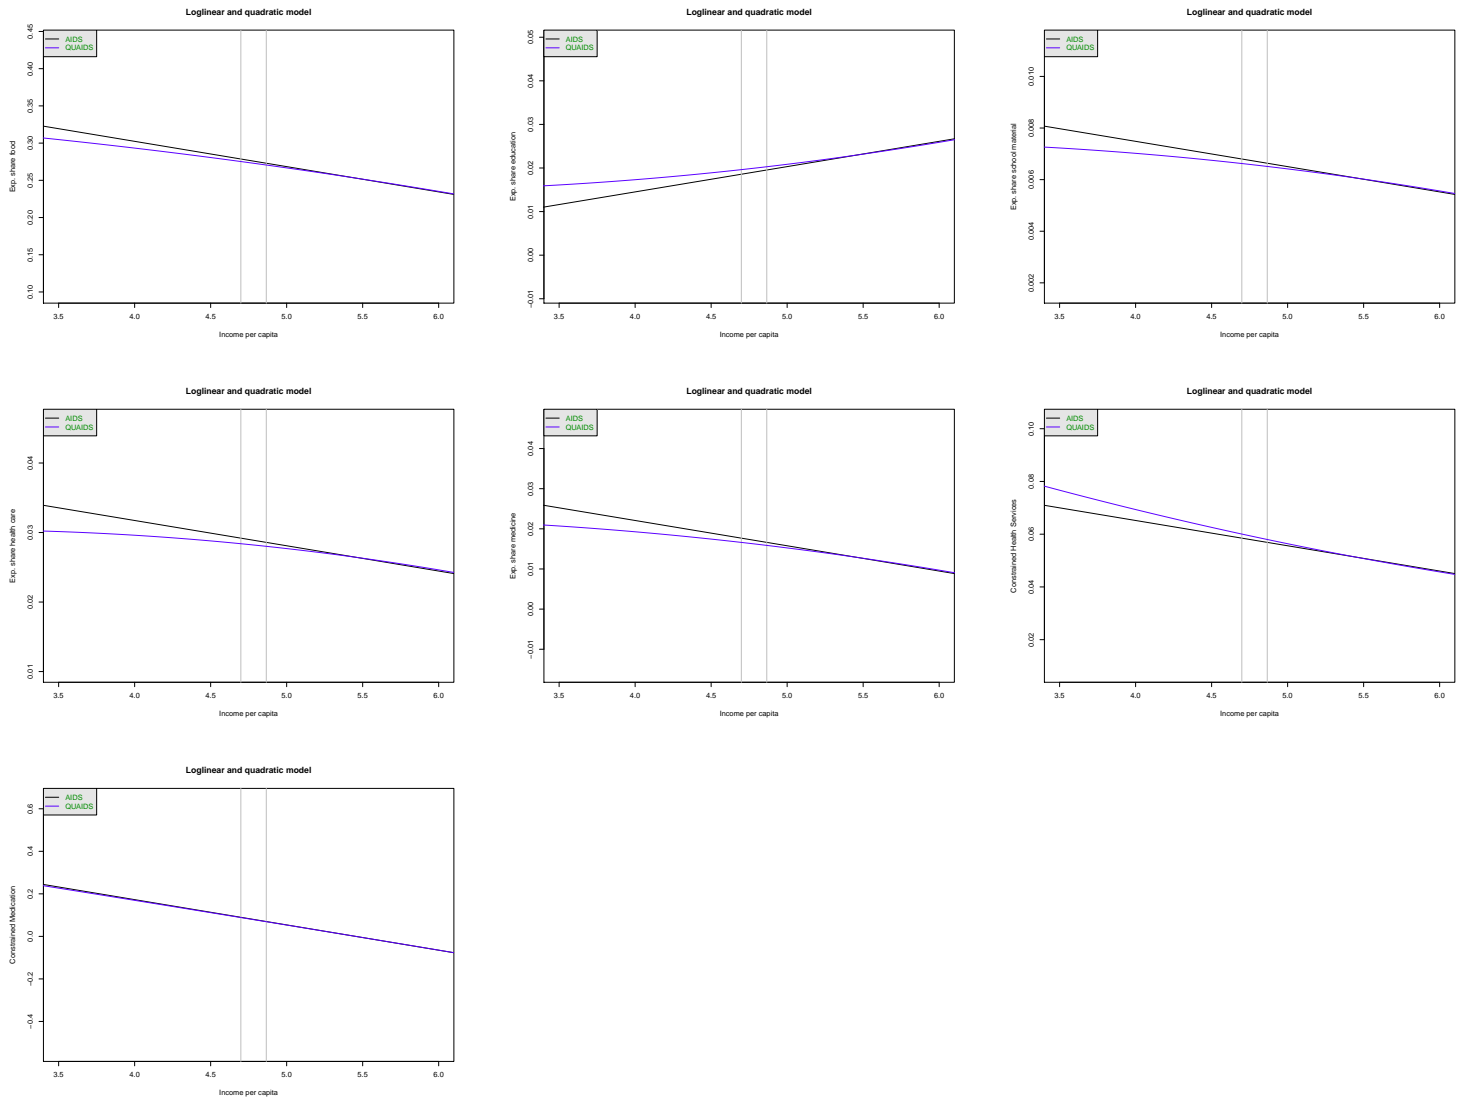 Loglinear and quadratic model
AIDS
QUAIDS
0.45
0.40
0.35
0.30
0.25
0.20
0.15
0.10
Exp. share food
3.5 4.0 4.5 5.0 5.5 6.0
Income per capita
Loglinear and quadratic model
AIDS
QUAIDS
0.05
0.04
0.03
0.02
0.01
0.00
−0.01
Exp. share education
3.5 4.0 4.5 5.0 5.5 6.0
Income per capita
Loglinear and quadratic model
AIDS
QUAIDS
0.010
0.008
0.006
0.004
0.002
Exp. share school material
3.5 4.0 4.5 5.0 5.5 6.0
Income per capita
Loglinear and quadratic model
AIDS
QUAIDS
0.04
0.03
0.02
0.01
Exp. share health care
3.5 4.0 4.5 5.0 5.5 6.0
Income per capita
Loglinear and quadratic model
AIDS
QUAIDS
0.04
0.03
0.02
0.01
0.00
−0.01
Exp. share medicine
3.5 4.0 4.5 5.0 5.5 6.0
Income per capita
Loglinear and quadratic model
AIDS
QUAIDS
0.10
0.08
0.06
0.04
0.02
Constrained Health Services
3.5 4.0 4.5 5.0 5.5 6.0
Income per capita
Loglinear and quadratic model
AIDS
QUAIDS
0.6
0.4
0.2
0.0
−0.2
−0.4
Constrained Medication
3.5 4.0 4.5 5.0 5.5 6.0
Income per capita